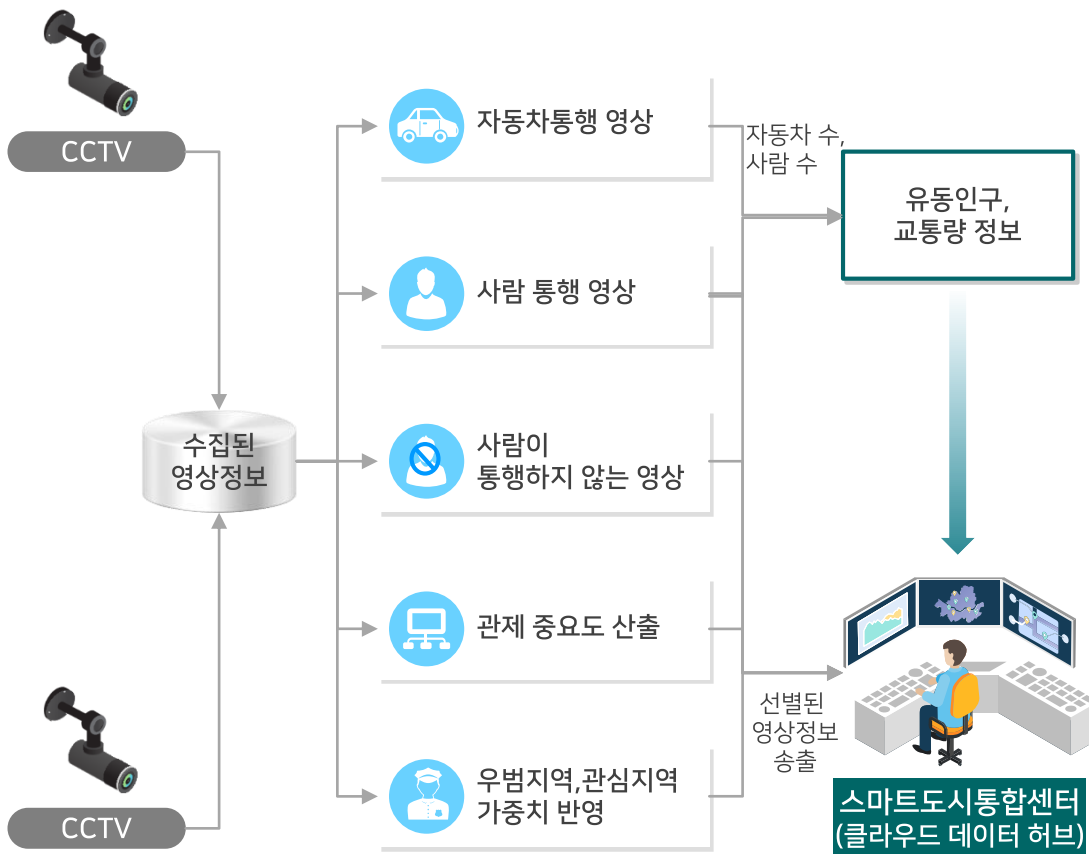 CCTV
자동차통행 영상
자동차 수,
사람 수
유동인구,
교통량 정보
사람 통행 영상
수집된
영상정보
사람이
통행하지 않는 영상
관제 중요도 산출
선별된
영상정보
송출
우범지역,관심지역
가중치 반영
CCTV
스마트도시통합센터
(클라우드 데이터 허브)